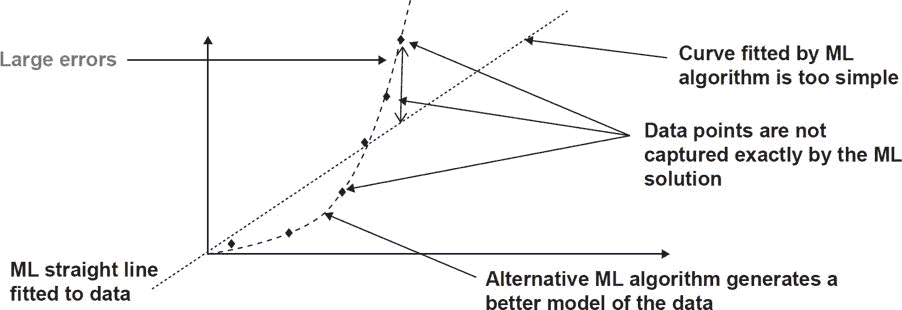 Large errors
Curve fitted by ML
algorithm is too simple
Data points are not
captured exactly by the ML
solution
ML straight line
fitted to data
Alternative ML algorithm generates a
better model of the data